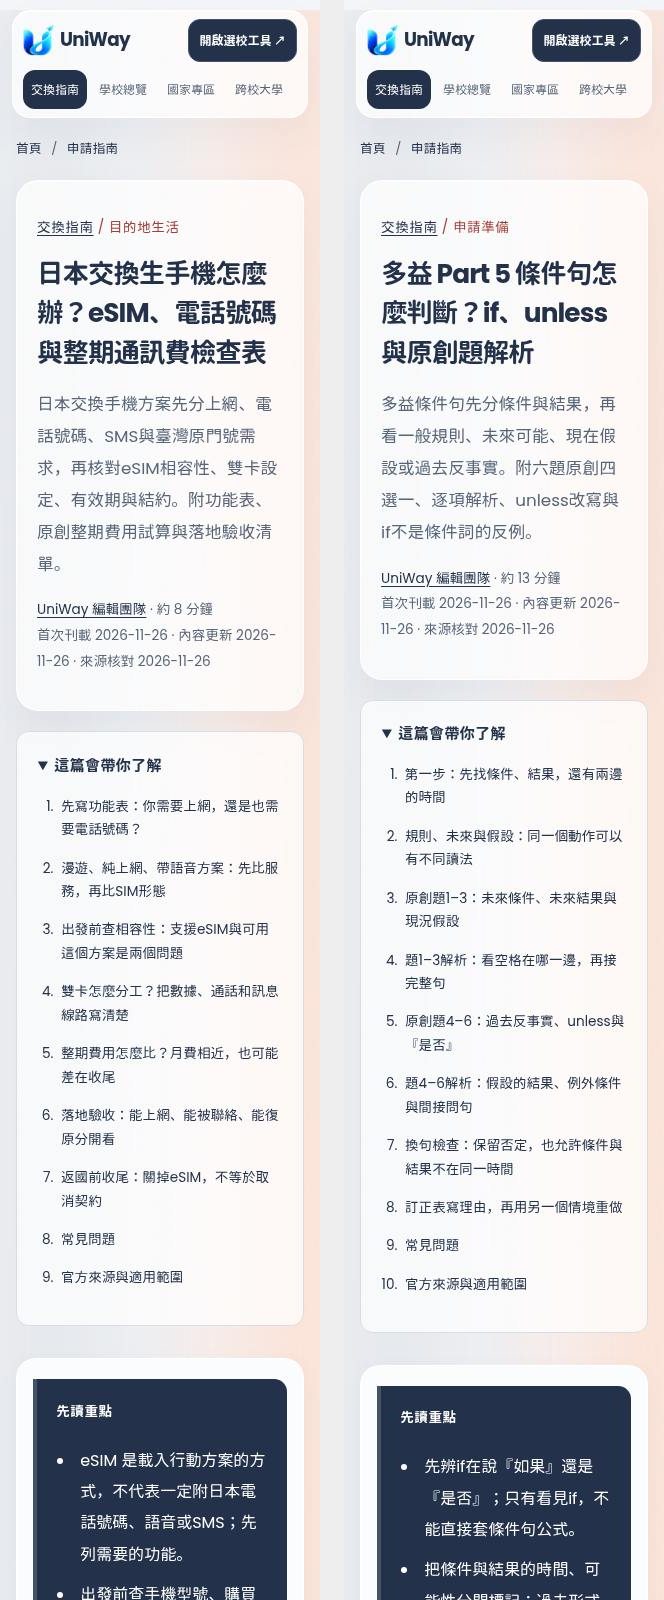 UniWay
開啟選校工具 ↗
交換指南 學校總覽 國家專區 跨校大學
首頁 / 申請指南
交換指南 / 目的地生活
日本交換生手機怎麼
辦？eSIM、電話號碼
與整期通訊費檢查表
日本交換手機方案先分上網、電
話號碼、SMS與臺灣原門號需
求，再核對eSIM相容性、雙卡設
定、有效期與結約。附功能表、
原創整期費用試算與落地驗收清
單。
UniWay 編輯團隊 · 約 8 分鐘
首次刊載 2026-11-26 · 內容更新 2026-
11-26 · 來源核對 2026-11-26
▼ 這篇會帶你了解
1. 先寫功能表：你需要上網，還是也需
要電話號碼？
2. 漫遊、純上網、帶語音方案：先比服
務，再比SIM形態
3. 出發前查相容性：支援eSIM與可用
這個方案是兩個問題
4. 雙卡怎麼分工？把數據、通話和訊息
線路寫清楚
5. 整期費用怎麼比？月費相近，也可能
差在收尾
6. 落地驗收：能上網、能被聯絡、能復
原分開看
7. 返國前收尾：關掉eSIM，不等於取
消契約
8. 常見問題
9. 官方來源與適用範圍
先讀重點
• eSIM 是載入行動方案的方
式，不代表一定附日本電
話號碼、語音或SMS；先
列需要的功能。
• 出發前查手機型號、購買
UniWay
開啟選校工具 ↗
交換指南 學校總覽 國家專區 跨校大學
首頁 / 申請指南
交換指南 / 申請準備
多益 Part 5 條件句怎
麼判斷？if、unless
與原創題解析
多益條件句先分條件與結果，再
看一般規則、未來可能、現在假
設或過去反事實。附六題原創四
選一、逐項解析、unless改寫與
if不是條件詞的反例。
UniWay 編輯團隊 · 約 13 分鐘
首次刊載 2026-11-26 · 內容更新 2026-
11-26 · 來源核對 2026-11-26
▼ 這篇會帶你了解
1. 第一步：先找條件、結果，還有兩邊
的時間
2. 規則、未來與假設：同一個動作可以
有不同讀法
3. 原創題1–3：未來條件、未來結果與
現況假設
4. 題1–3解析：看空格在哪一邊，再接
完整句
5. 原創題4–6：過去反事實、unless與
『是否』
6. 題4–6解析：假設的結果、例外條件
與間接問句
7. 換句檢查：保留否定，也允許條件與
結果不在同一時間
8. 訂正表寫理由，再用另一個情境重做
9. 常見問題
10. 官方來源與適用範圍
先讀重點
• 先辨if在說『如果』還是
『是否』；只有看見if，不
能直接套條件句公式。
• 把條件與結果的時間、可